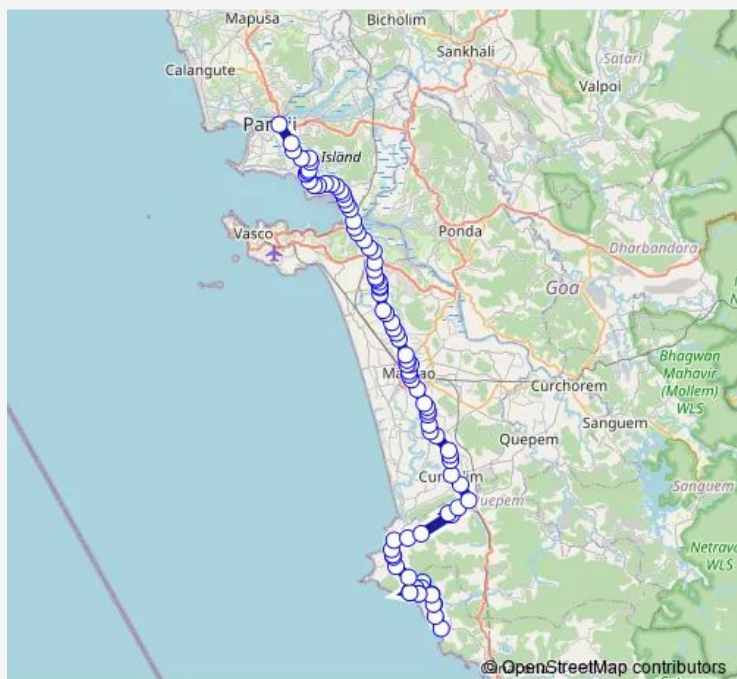 Mapusa
Bicholim
Sankhali
Satari
Calangute
Valpoi
Island
Vasco
Ponda
Dharbandora
Goa
Bhagwan
Mahavir
(Mollem)
WLS
Curchorem
Sanguem
Quepem
Quepem
Sanguem
Netrava
WLS
© OpenStreetMap contributors